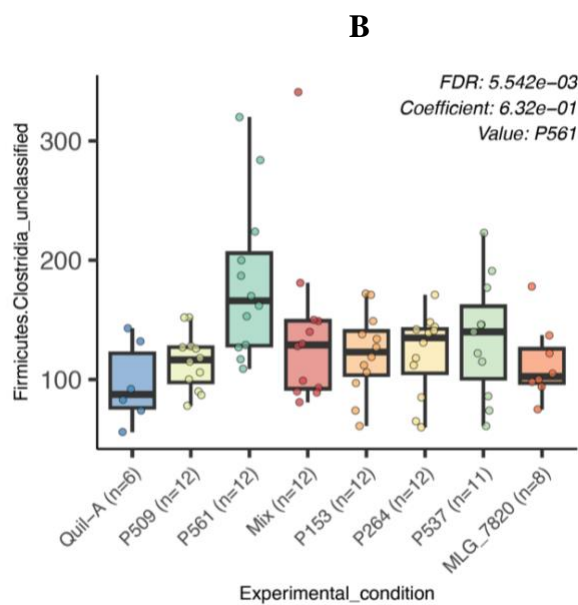 B
FDR: 5.542e−03
Coefficient: 6.32e−01
Value: P561
Firmicutes.Clostridia_unclassified
300
200
100
Quil−A (n=6)
P509 (n=12)
P561 (n=12)
Mix (n=12)
P153 (n=12)
P264 (n=12)
P537 (n=11)
MLG_7820 (n=8)
Experimental_condition